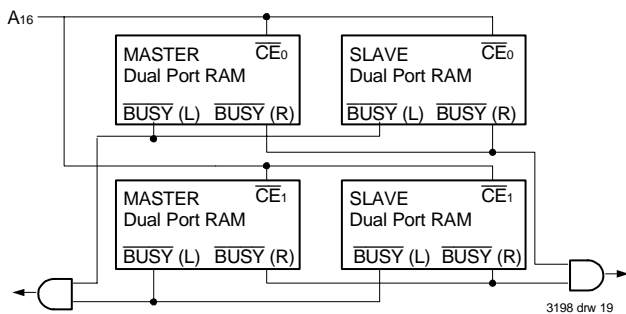 A16
MASTER CE0
Dual Port RAM
BUSY (L) BUSY (R)
SLAVE CE0
Dual Port RAM
BUSY (L) BUSY (R)
MASTER CE1
Dual Port RAM
BUSY (L) BUSY (R)
SLAVE CE1
Dual Port RAM
BUSY (L) BUSY (R)
3198 drw 19